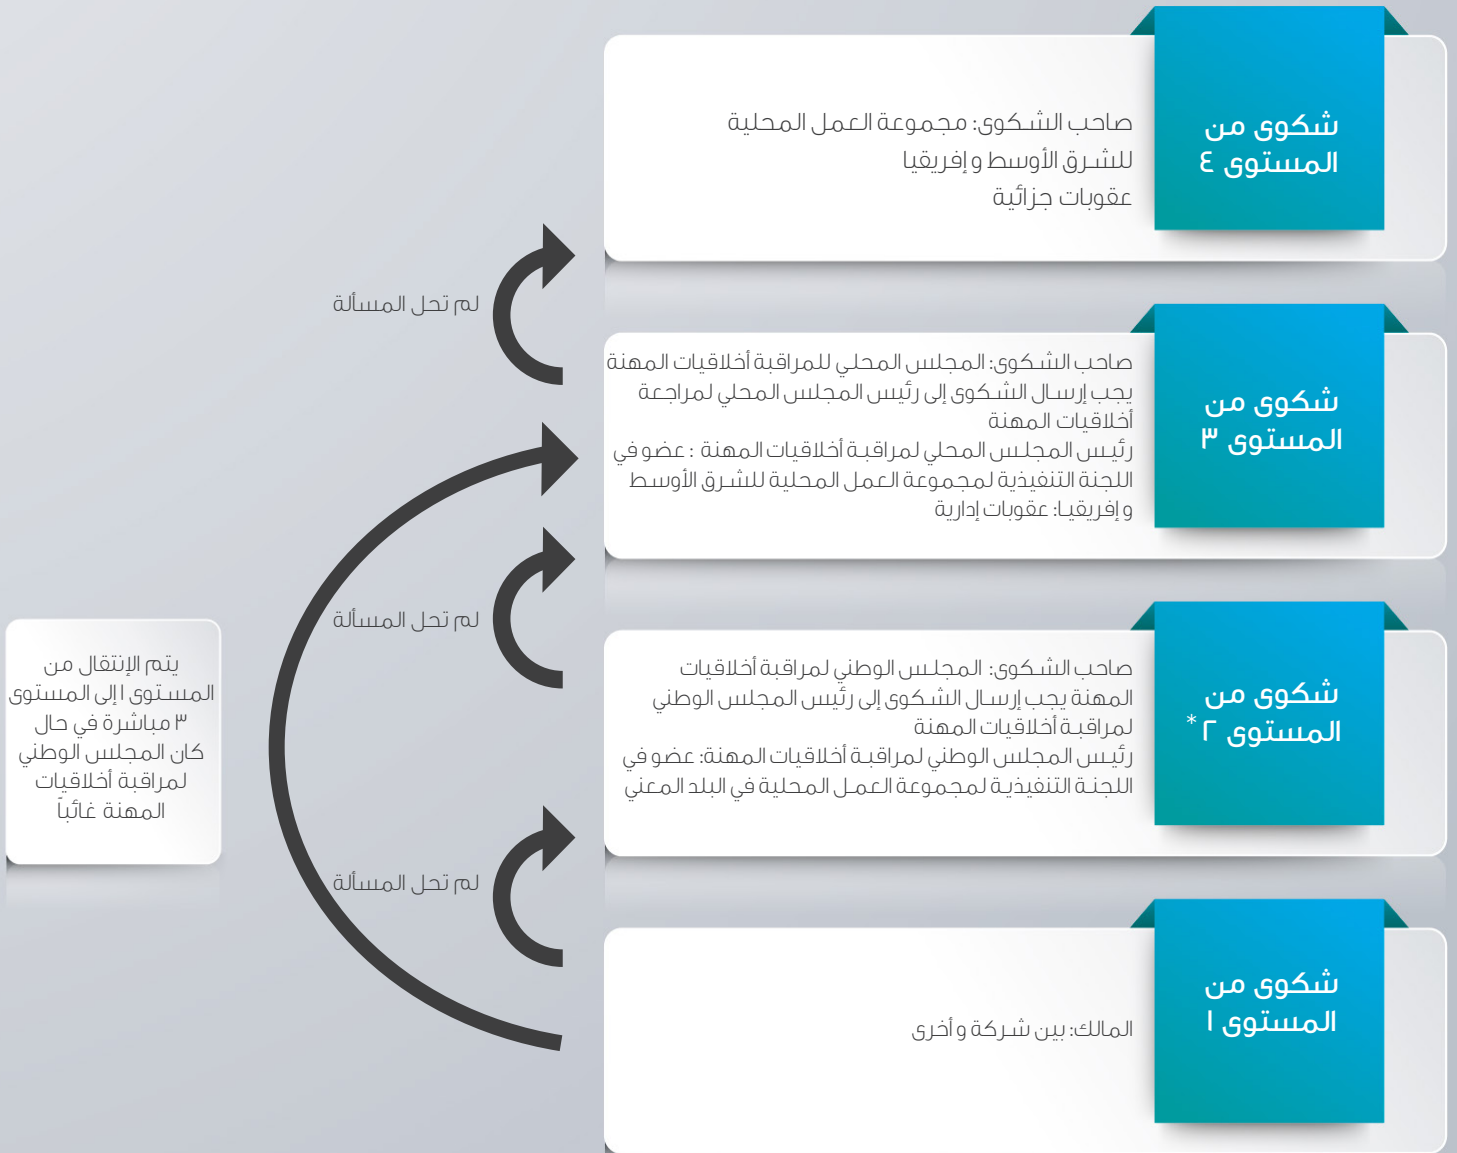 شكوى من
المستوى ٤
صاحب الشكوى: مجموعة العمل المحلية
للشرق الأوسط و إفريقيا
عقوبات جزائية
لم تحل المسألة
شكوى من
المستوى ٣
صاحب الشكوى: المجلس المحلي للمراقبة أخلاقيات المهنة
يجب إرسال الشكوى إلى رئيس المجلس المحلي لمراجعة
أخلاقيات المهنة
رئيس المجلس المحلي لمراقبة أخلاقيات المهنة : عضو في
اللجنة التنفيذية لمجموعة العمل المحلية للشرق الأوسط
و إفريقيا: عقوبات إدارية
لم تحل المسألة
شكوى من
المستوى ٢*
صاحب الشكوى: المجلس الوطني لمراقبة أخلاقيات
المهنة يجب إرسال الشكوى إلى رئيس المجلس الوطني
لمراقبة أخلاقيات المهنة
رئيس المجلس الوطني لمراقبة أخلاقيات المهنة: عضو في
اللجنة التنفيذية لمجموعة العمل المحلية في البلد المعني
لم تحل المسألة
شكوى من
المستوى ١
المالك: بين شركة و أخرى
يتم الإنتقال من
المستوى ١ إلى المستوى
٣ مباشرة في حال
كان المجلس الوطني
لمراقبة أخلاقيات
المهنة غائباً